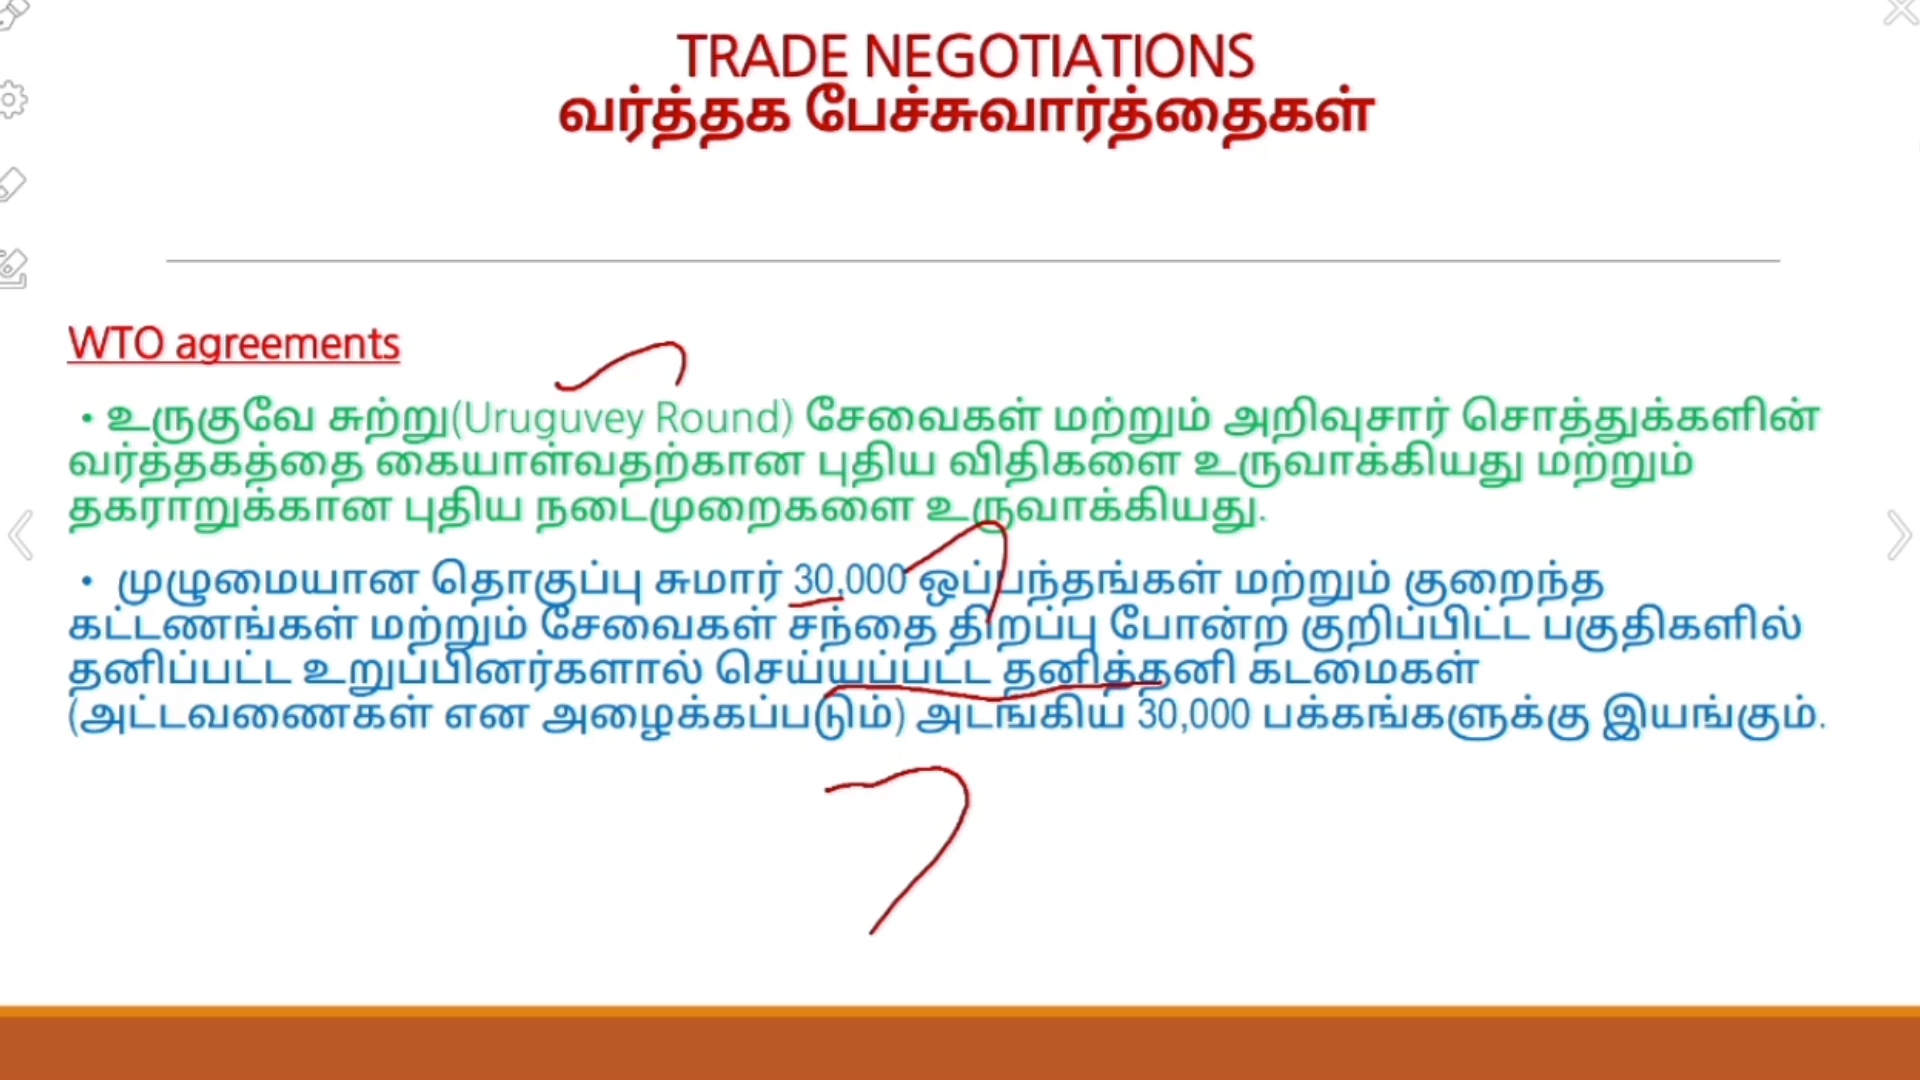 TRADE NEGOTIATIONS
வர்த்தக பேச்சுவார்த்தைகள்
WTO agreements
• உருகுவே சுற்று(Uruguvey Round) சேவைகள் மற்றும் அறிவுசார் சொத்துக்களின்
வர்த்தகத்தை கையாள்வதற்கான புதிய விதிகளை உருவாக்கியது மற்றும்
தகராறுக்கான புதிய நடைமுறைகளை உருவாக்கியது.
• முழுமையான தொகுப்பு சுமார் 30,000 ஒப்பந்தங்கள் மற்றும் குறைந்த
கட்டணங்கள் மற்றும் சேவைகள் சந்தை திறப்பு போன்ற குறிப்பிட்ட பகுதிகளில்
தனிப்பட்ட உறுப்பினர்களால் செய்யப்பட்ட தனித்தனி கடமைகள்
(அட்டவணைகள் என அழைக்கப்படும்) அடங்கிய 30,000 பக்கங்களுக்கு இயங்கும்.